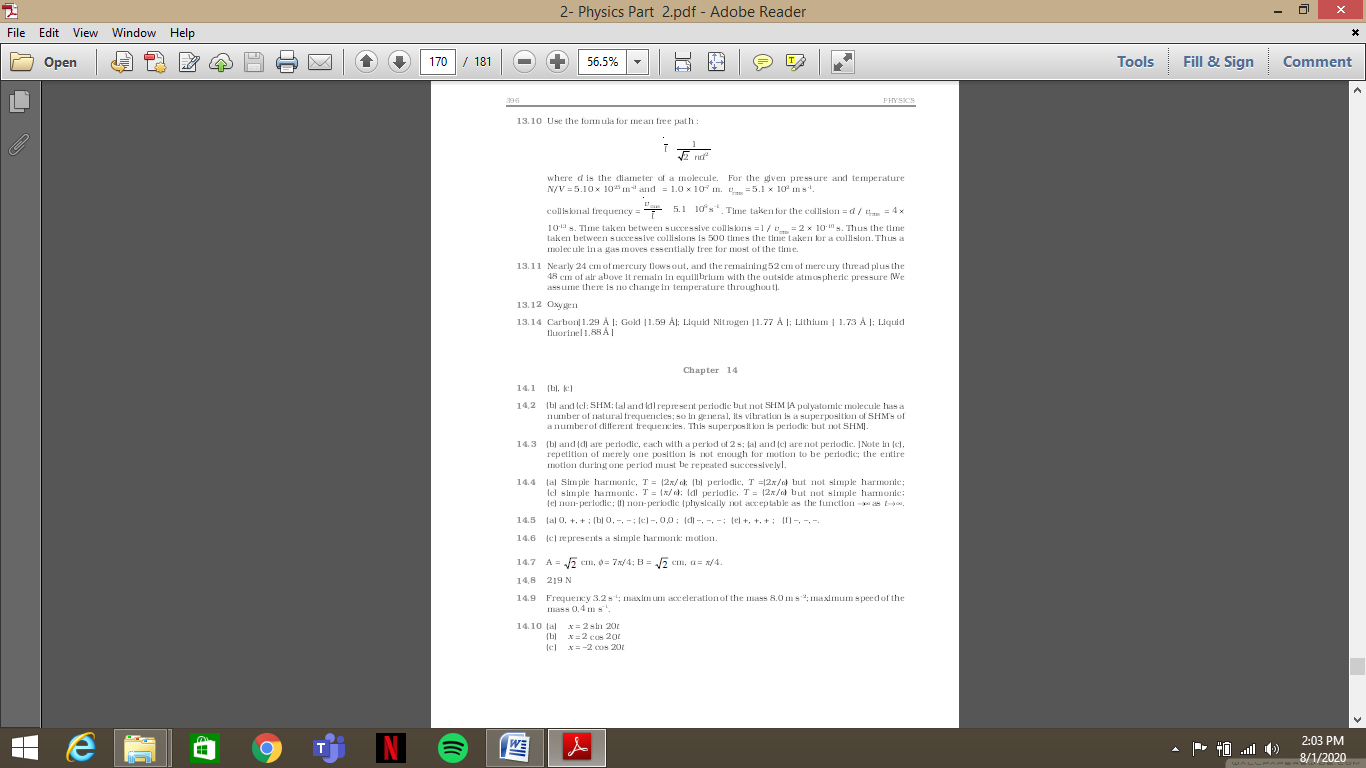 2- Physics Part 2.pdf - Adobe Reader
File Edit View Window Help
Open 170 / 181 56.5% Tools Fill & Sign Comment
396 PHYSICS
13.10 Use the formula for mean free path :
l̄ 1 / √2 πd²
where d is the diameter of a molecule. For the given pressure and temperature
N/V = 5.10 × 10²⁵ m⁻³ and = 1.0 × 10⁻⁷ m. vrms = 5.1 × 10² m s⁻¹.
collisional frequency = vrms / l̄ 5.1 10⁹ s⁻¹ . Time taken for the collision = d / vrms = 4 ×
10⁻¹³ s. Time taken between successive collisions = l / vrms = 2 × 10⁻¹⁰ s. Thus the time
taken between successive collisions is 500 times the time taken for a collision. Thus a
molecule in a gas moves essentially free for most of the time.
13.11 Nearly 24 cm of mercury flows out, and the remaining 52 cm of mercury thread plus the
48 cm of air above it remain in equilibrium with the outside atmospheric pressure (We
assume there is no change in temperature throughout).
13.12 Oxygen
13.14 Carbon[1.29 Å ]; Gold [1.59 Å]; Liquid Nitrogen [1.77 Å ]; Lithium [ 1.73 Å ]; Liquid
fluorine[1.88 Å ]
Chapter 14
14.1 (b), (c)
14.2 (b) and (c): SHM; (a) and (d) represent periodic but not SHM [A polyatomic molecule has a
number of natural frequencies; so in general, its vibration is a superposition of SHM's of
a number of different frequencies. This superposition is periodic but not SHM].
14.3 (b) and (d) are periodic, each with a period of 2 s; (a) and (c) are not periodic. [Note in (c),
repetition of merely one position is not enough for motion to be periodic; the entire
motion during one period must be repeated successively].
14.4 (a) Simple harmonic, T = (2π/ω); (b) periodic, T =(2π/ω) but not simple harmonic;
(c) simple harmonic, T = (π/ω); (d) periodic, T = (2π/ω) but not simple harmonic;
(e) non-periodic; (f) non-periodic (physically not acceptable as the function →∞ as t→∞.
14.5 (a) 0, +, + ; (b) 0, –, – ; (c) –, 0,0 ; (d) –, –, – ; (e) +, +, + ; (f) –, –, –.
14.6 (c) represents a simple harmonic motion.
14.7 A = √2 cm, φ = 7π/4; B = √2 cm, a = π/4.
14.8 219 N
14.9 Frequency 3.2 s⁻¹; maximum acceleration of the mass 8.0 m s⁻²; maximum speed of the
mass 0.4 m s⁻¹.
14.10 (a) x = 2 sin 20t
(b) x = 2 cos 20t
(c) x = –2 cos 20t
2:03 PM
8/1/2020